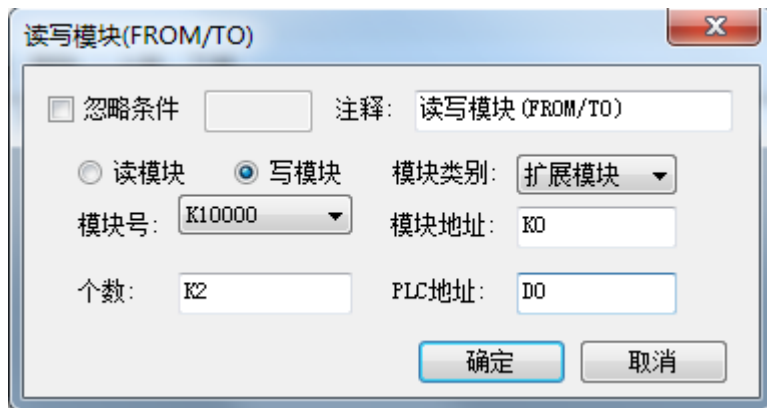 读写模块(FROM/TO)
忽略条件 注释: 读写模块(FROM/TO)
读模块 写模块 模块类别: 扩展模块
模块号: K10000 模块地址: K0
个数: K2 PLC地址: D0
确定 取消